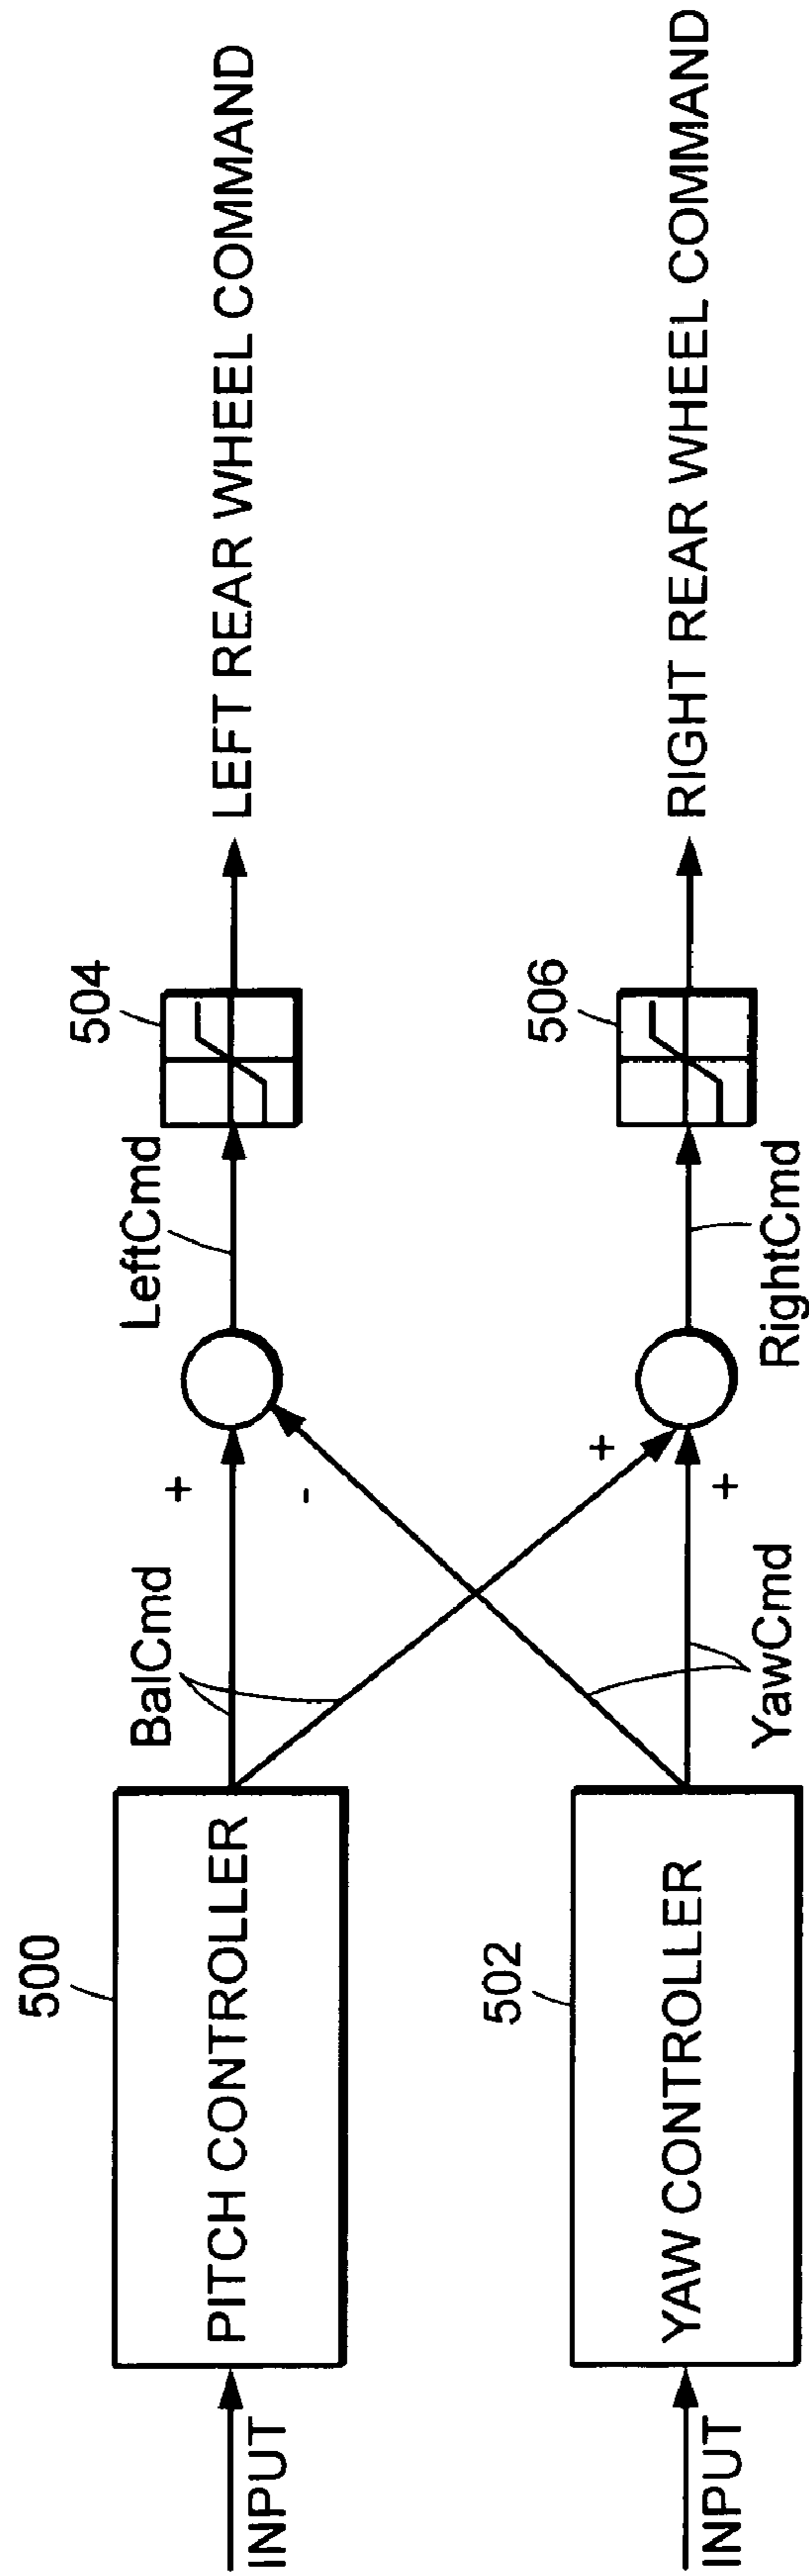 500
INPUT
PITCH CONTROLLER
BalCmd
+
-
LeftCmd
504
LEFT REAR WHEEL COMMAND
502
INPUT
YAW CONTROLLER
YawCmd
+
+
RightCmd
506
RIGHT REAR WHEEL COMMAND